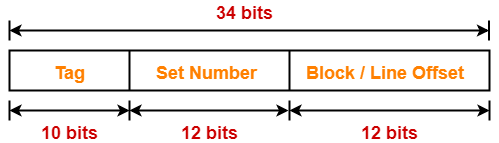 34 bits
Tag Set Number Block / Line Offset
10 bits 12 bits 12 bits